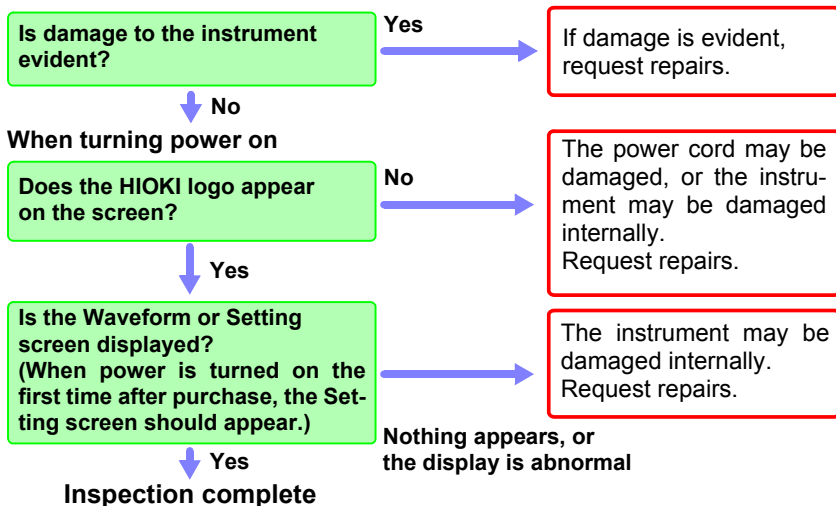 Is damage to the instrument
evident?
Yes
If damage is evident,
request repairs.
No
When turning power on
Does the HIOKI logo appear
on the screen?
No
The power cord may be
damaged, or the instru-
ment may be damaged
internally.
Request repairs.
Yes
Is the Waveform or Setting
screen displayed?
(When power is turned on the
first time after purchase, the Set-
ting screen should appear.)
The instrument may be
damaged internally.
Request repairs.
Nothing appears, or
the display is abnormal
Yes
Inspection complete